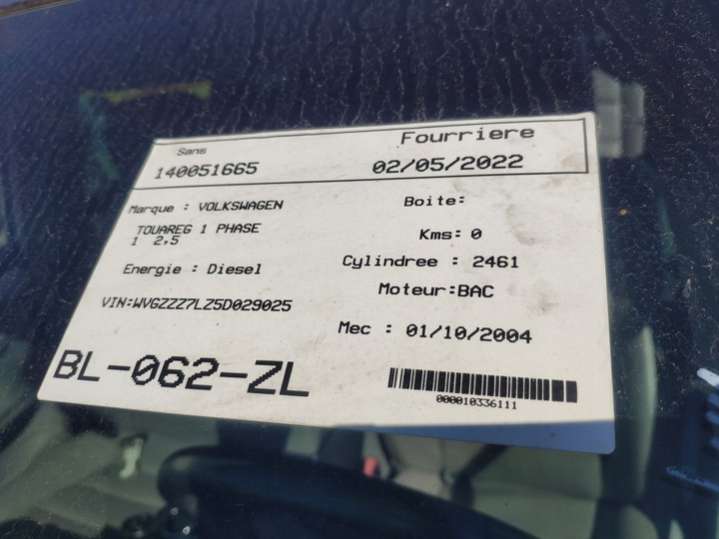 Sans Fourriere
140051665 02/05/2022
Marque : VOLKSWAGEN
TOUAREG 1 PHASE
1 2,5
Energie : Diesel
VIN:WVGZZZ7LZ5D029025
BL-062-ZL
Boite:
Kms: 0
Cylindree : 2461
Moteur:BAC
Mec : 01/10/2004
000010336111